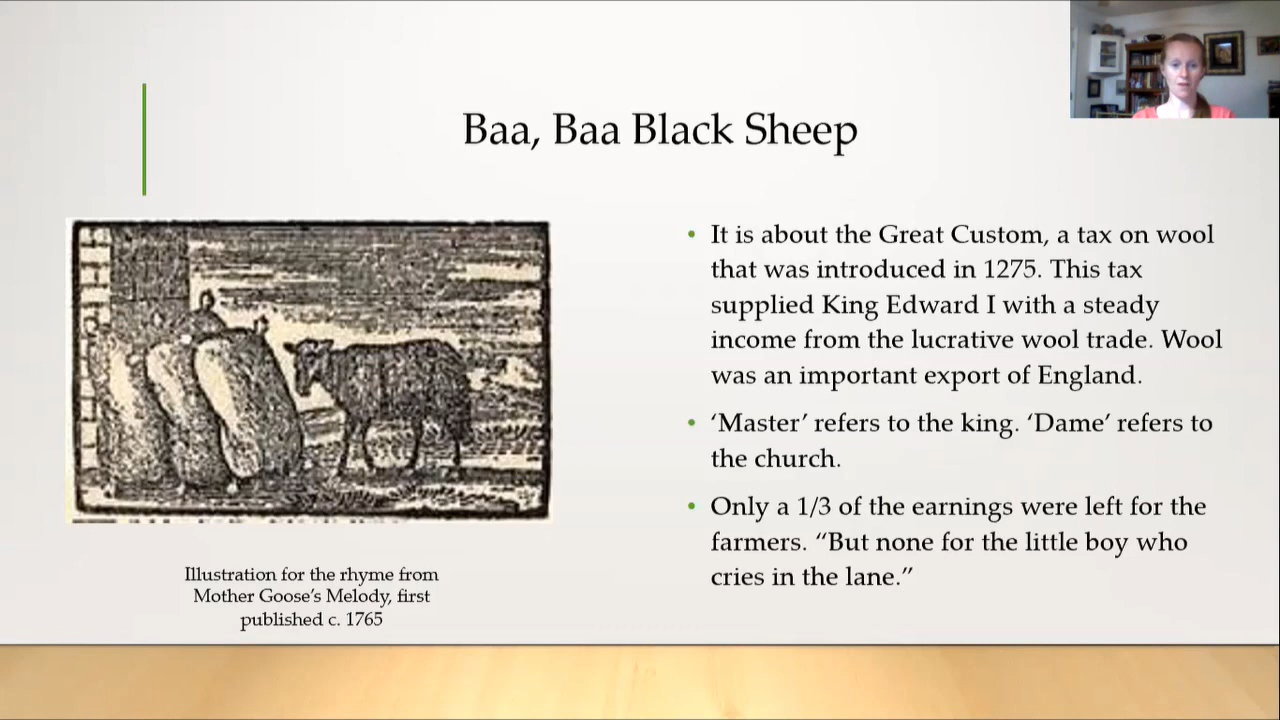 Baa, Baa Black Sheep
It is about the Great Custom, a tax on wool
that was introduced in 1275. This tax
supplied King Edward I with a steady
income from the lucrative wool trade. Wool
was an important export of England.
‘Master’ refers to the king. ‘Dame’ refers to
the church.
Only a 1/3 of the earnings were left for the
farmers. “But none for the little boy who
cries in the lane.”
Illustration for the rhyme from
Mother Goose’s Melody, first
published c. 1765